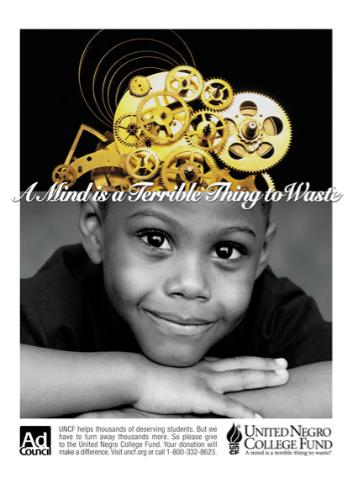 A Mind is a Terrible Thing to Waste
Ad
Council
UNCF helps thousands of deserving students. But we
have to turn away thousands more. So please give
to the United Negro College Fund. Your donation will
make a difference. Visit uncf.org or call 1-800-332-8623.
UNCF
UNITED NEGRO
COLLEGE FUND
A mind is a terrible thing to waste®